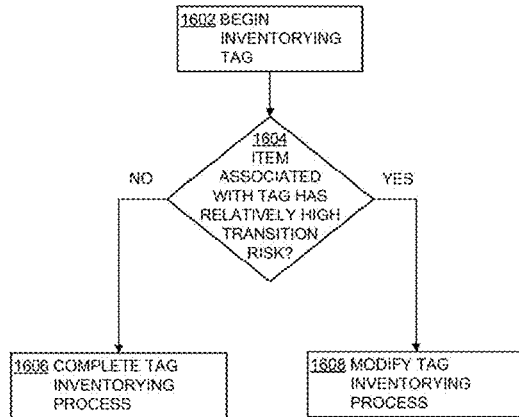 1602 BEGIN
INVENTORYING
TAG
1604
ITEM
ASSOCIATED
WITH TAG HAS
RELATIVELY HIGH
TRANSITION
RISK?
NO
YES
1606 COMPLETE TAG
INVENTORYING
PROCESS
1608 MODIFY TAG
INVENTORYING
PROCESS